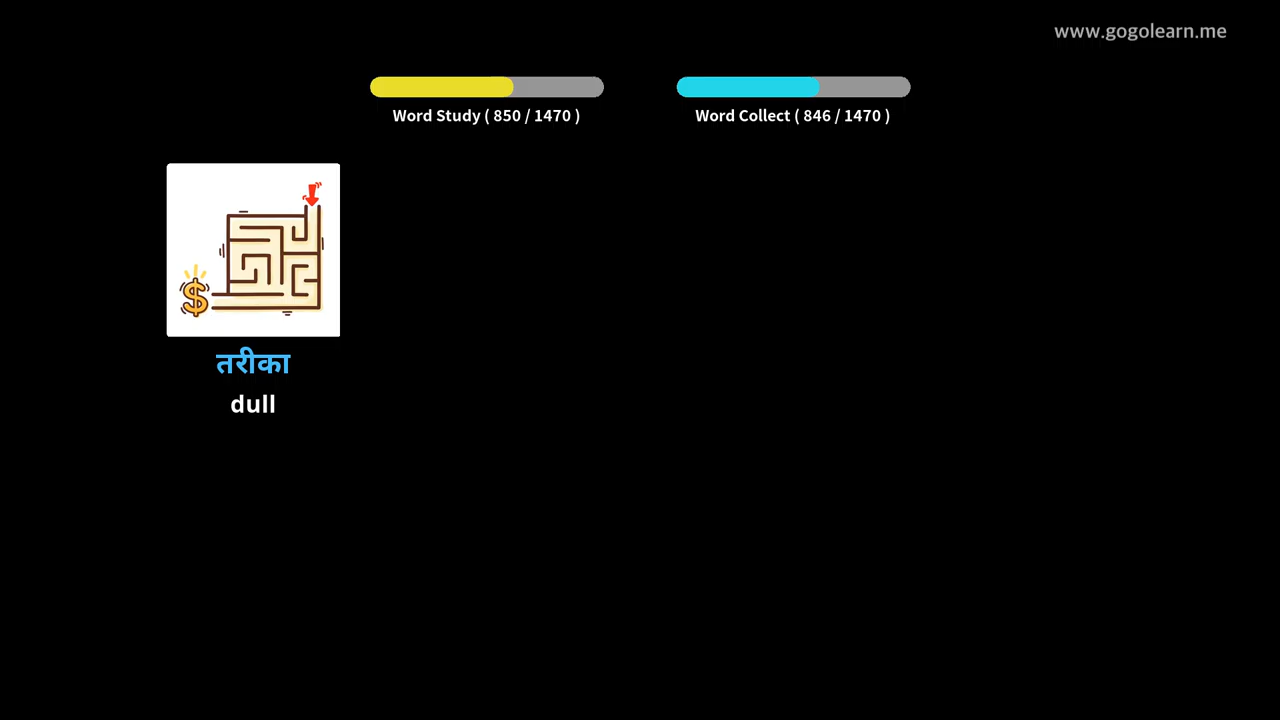 www.gogolearn.me
Word Study ( 850 / 1470 )
Word Collect ( 846 / 1470 )
$
तरीका
dull